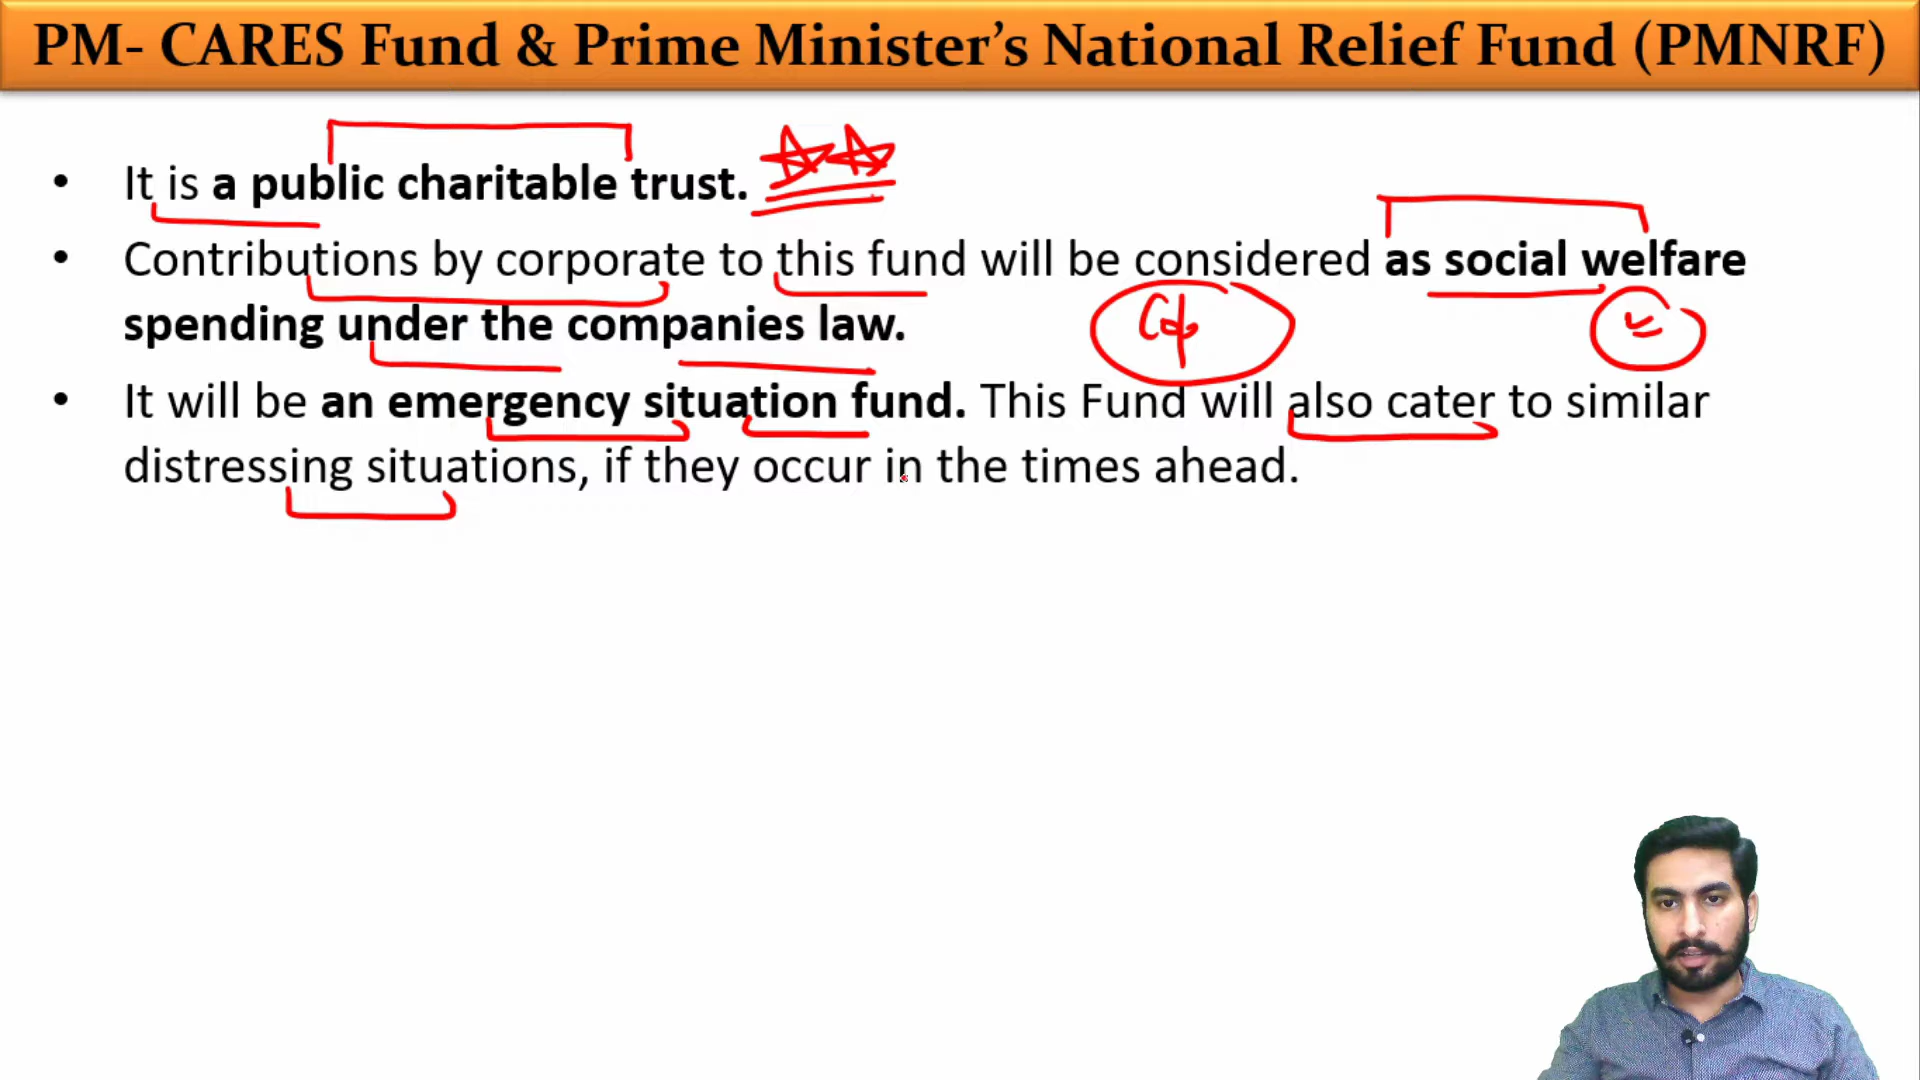 PM- CARES Fund & Prime Minister’s National Relief Fund (PMNRF)
• It is a public charitable trust.
• Contributions by corporate to this fund will be considered as social welfare
spending under the companies law.
• It will be an emergency situation fund. This Fund will also cater to similar
distressing situations, if they occur in the times ahead.